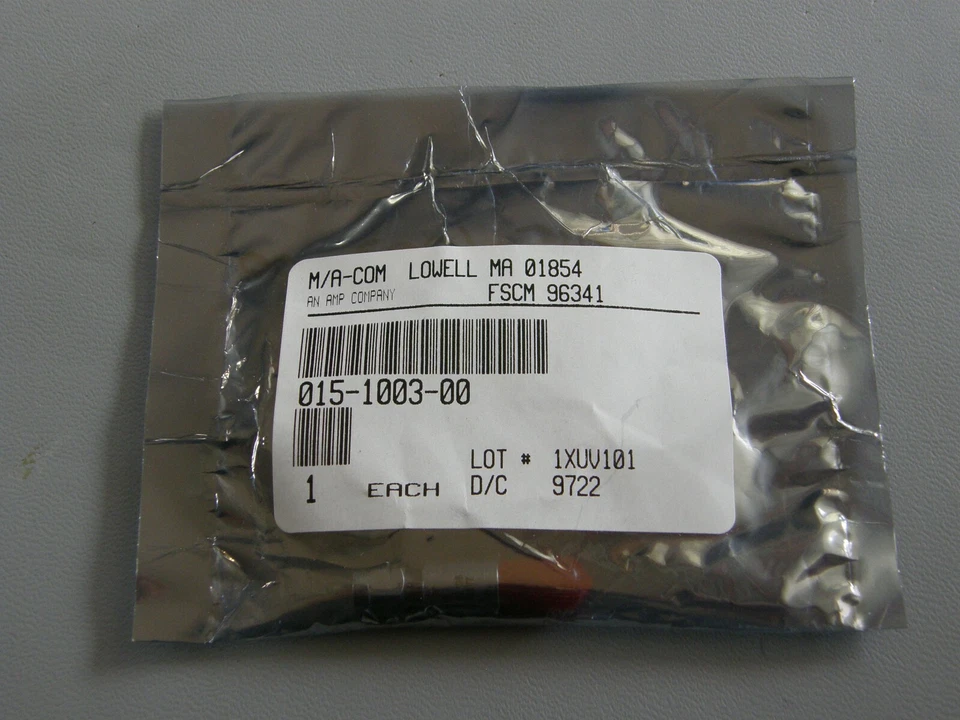 M/A-COM LOWELL MA 01854
AN AMP COMPANY FSCM 96341
015-1003-00
LOT # 1XUV101
1 EACH D/C 9722